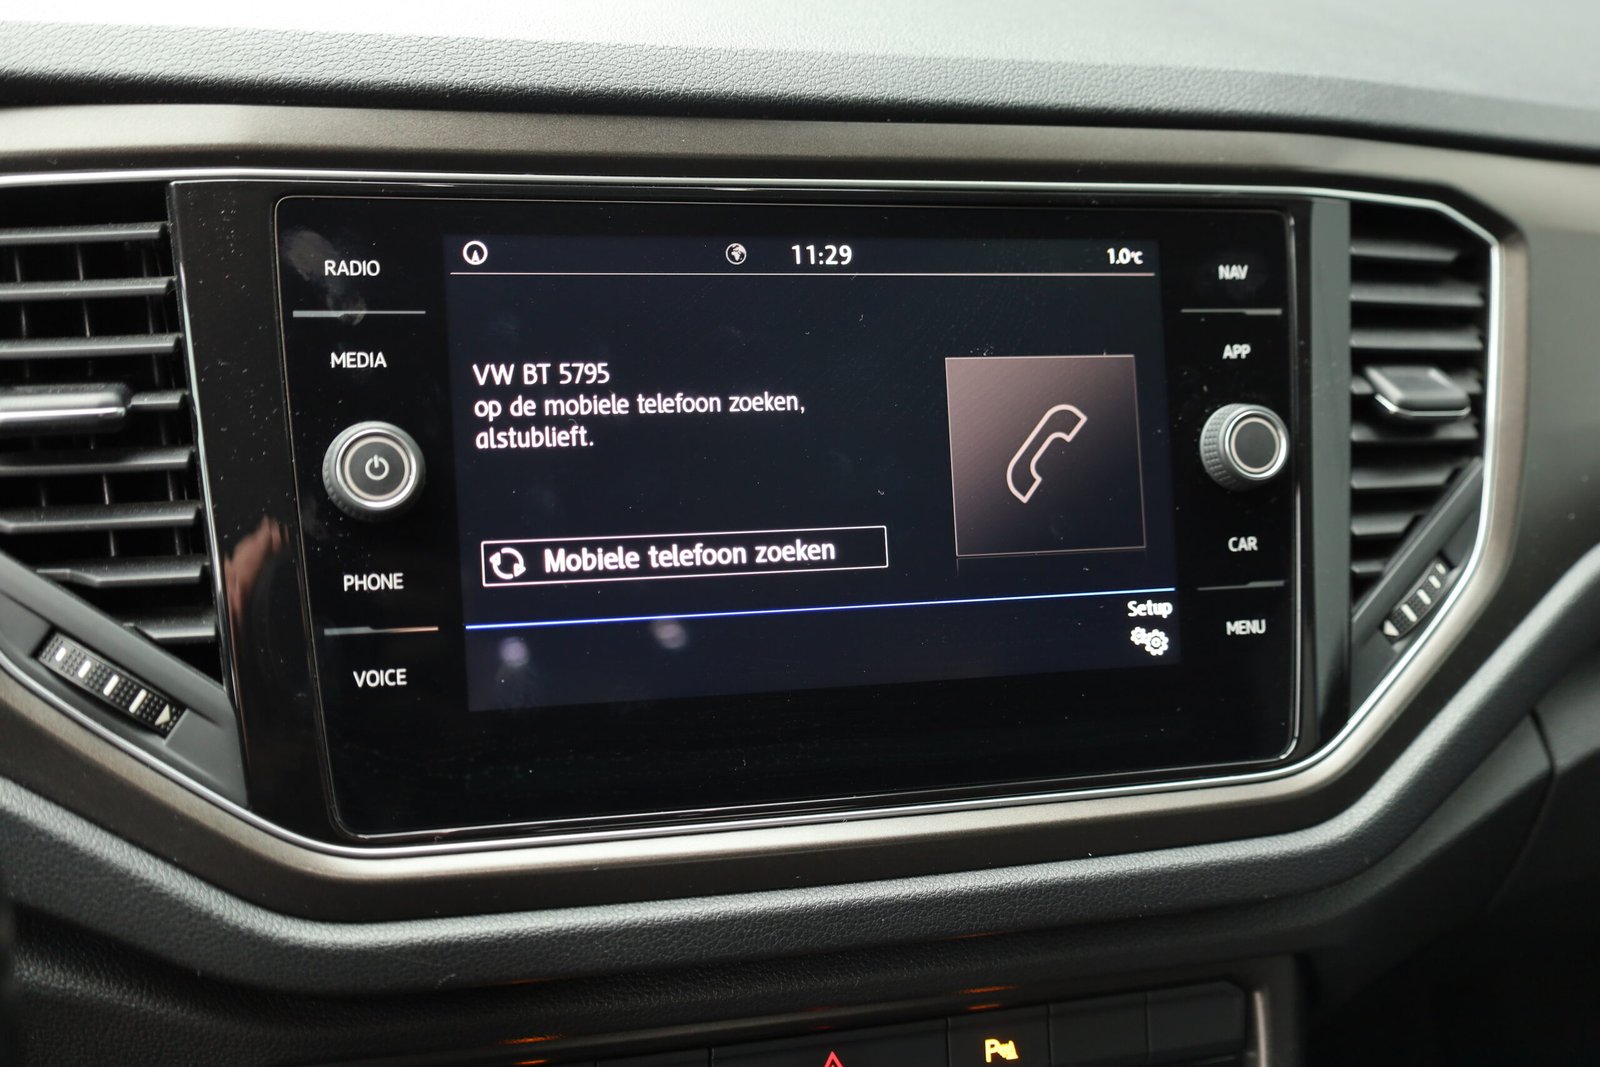 11:29
1.0°C
RADIO
MEDIA
PHONE
VOICE
VW BT 5795
op de mobiele telefoon zoeken,
alstublieft.
Mobiele telefoon zoeken
Setup
NAV
APP
CAR
MENU
P